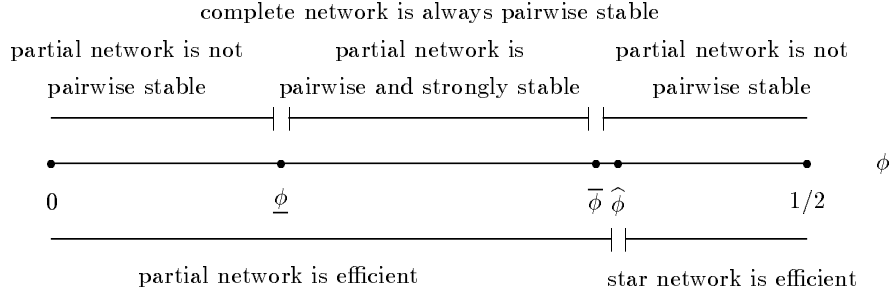 complete network is always pairwise stable
partial network is not partial network is partial network is not
pairwise stable pairwise and strongly stable pairwise stable
ϕ
0 ϕ̲ ϕ̅ ϕ̂ 1/2
partial network is efficient star network is efficient